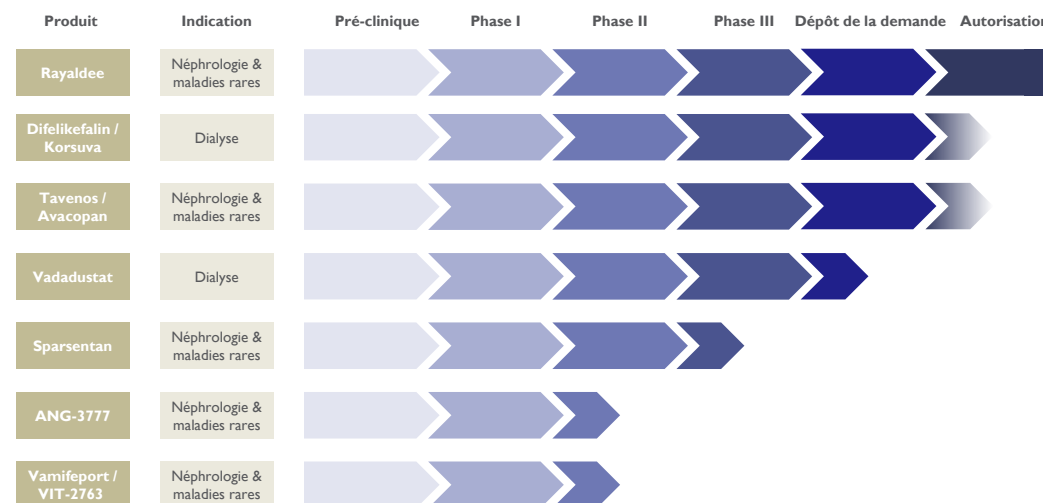 Produit Indication Pré-clinique Phase I Phase II Phase III Dépôt de la demande Autorisation
Rayaldee
Néphrologie &
maladies rares
Difelikefalin /
Korsuva
Dialyse
Tavenos /
Avacopan
Néphrologie &
maladies rares
Vadadustat
Dialyse
Sparsentan
Néphrologie &
maladies rares
ANG-3777
Néphrologie &
maladies rares
Vamifeport /
VIT-2763
Néphrologie &
maladies rares